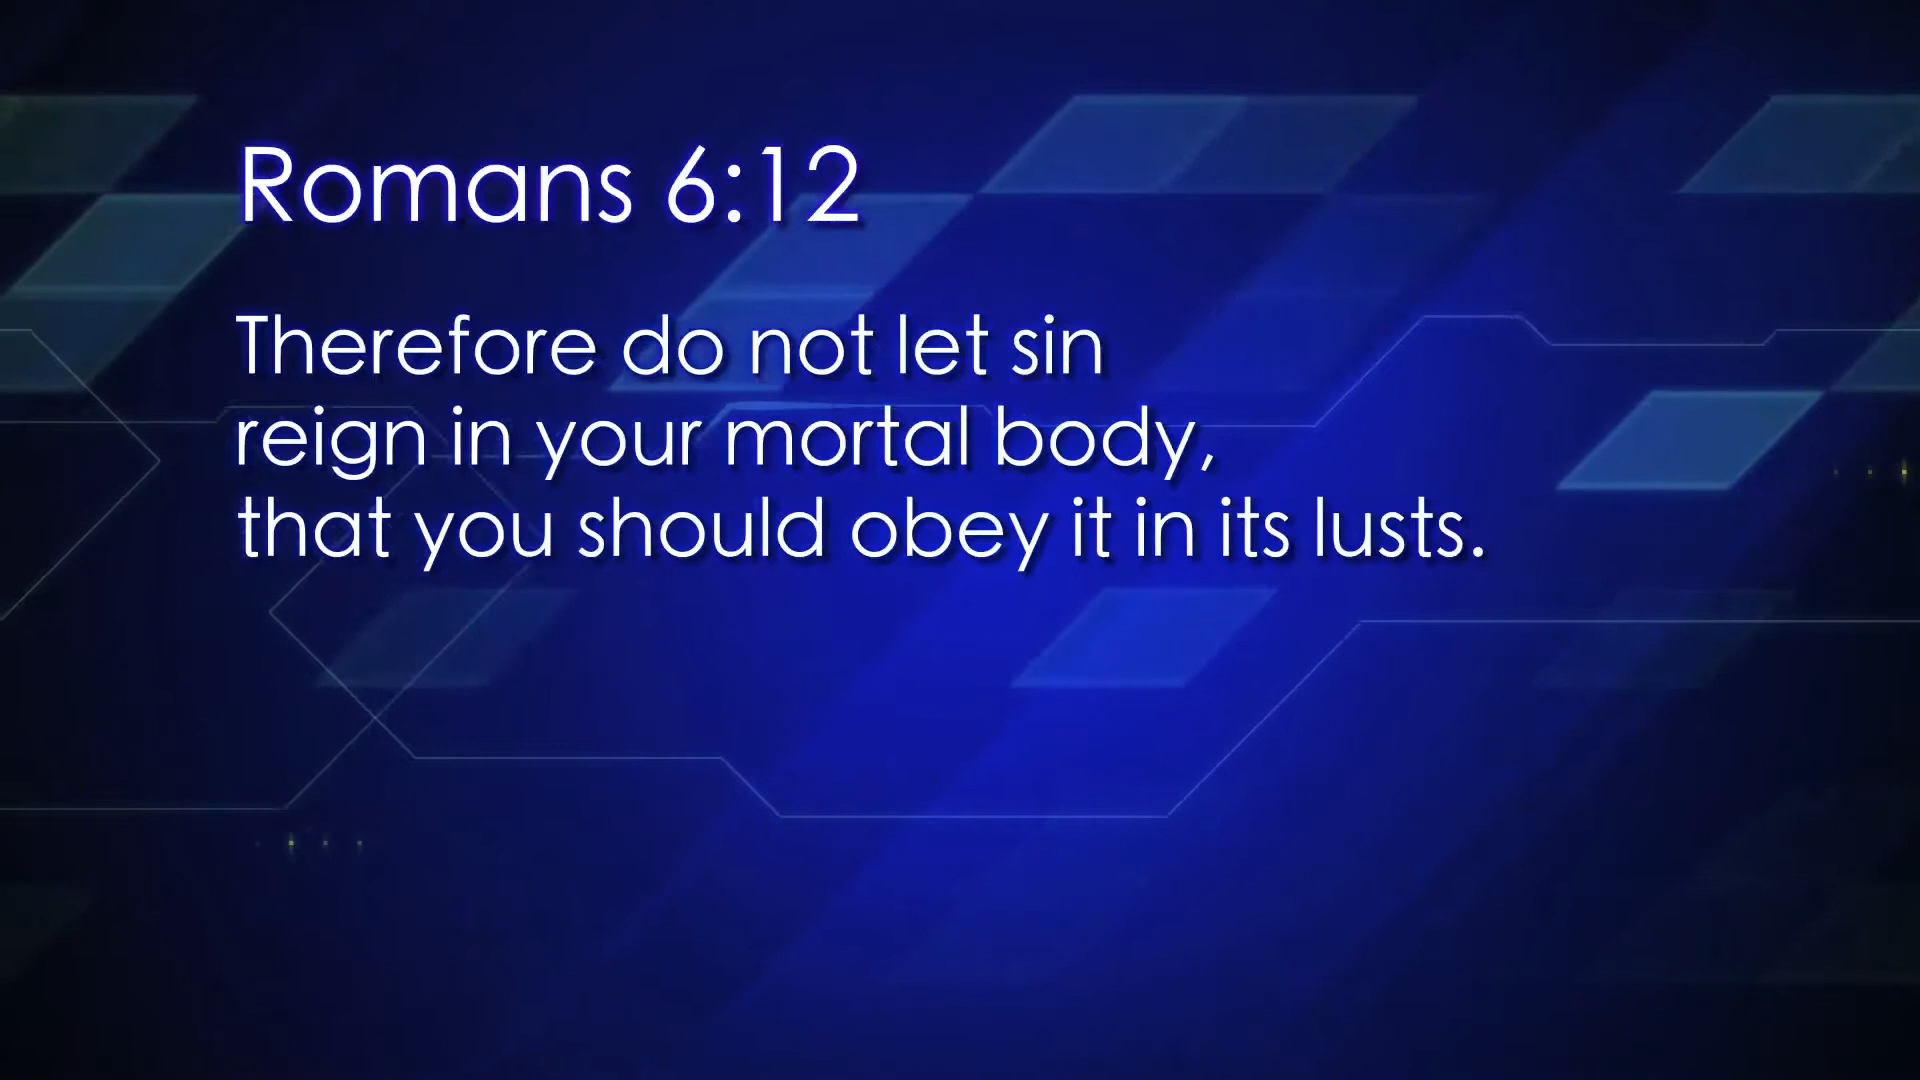 Romans 6:12
Therefore do not let sin
reign in your mortal body,
that you should obey it in its lusts.